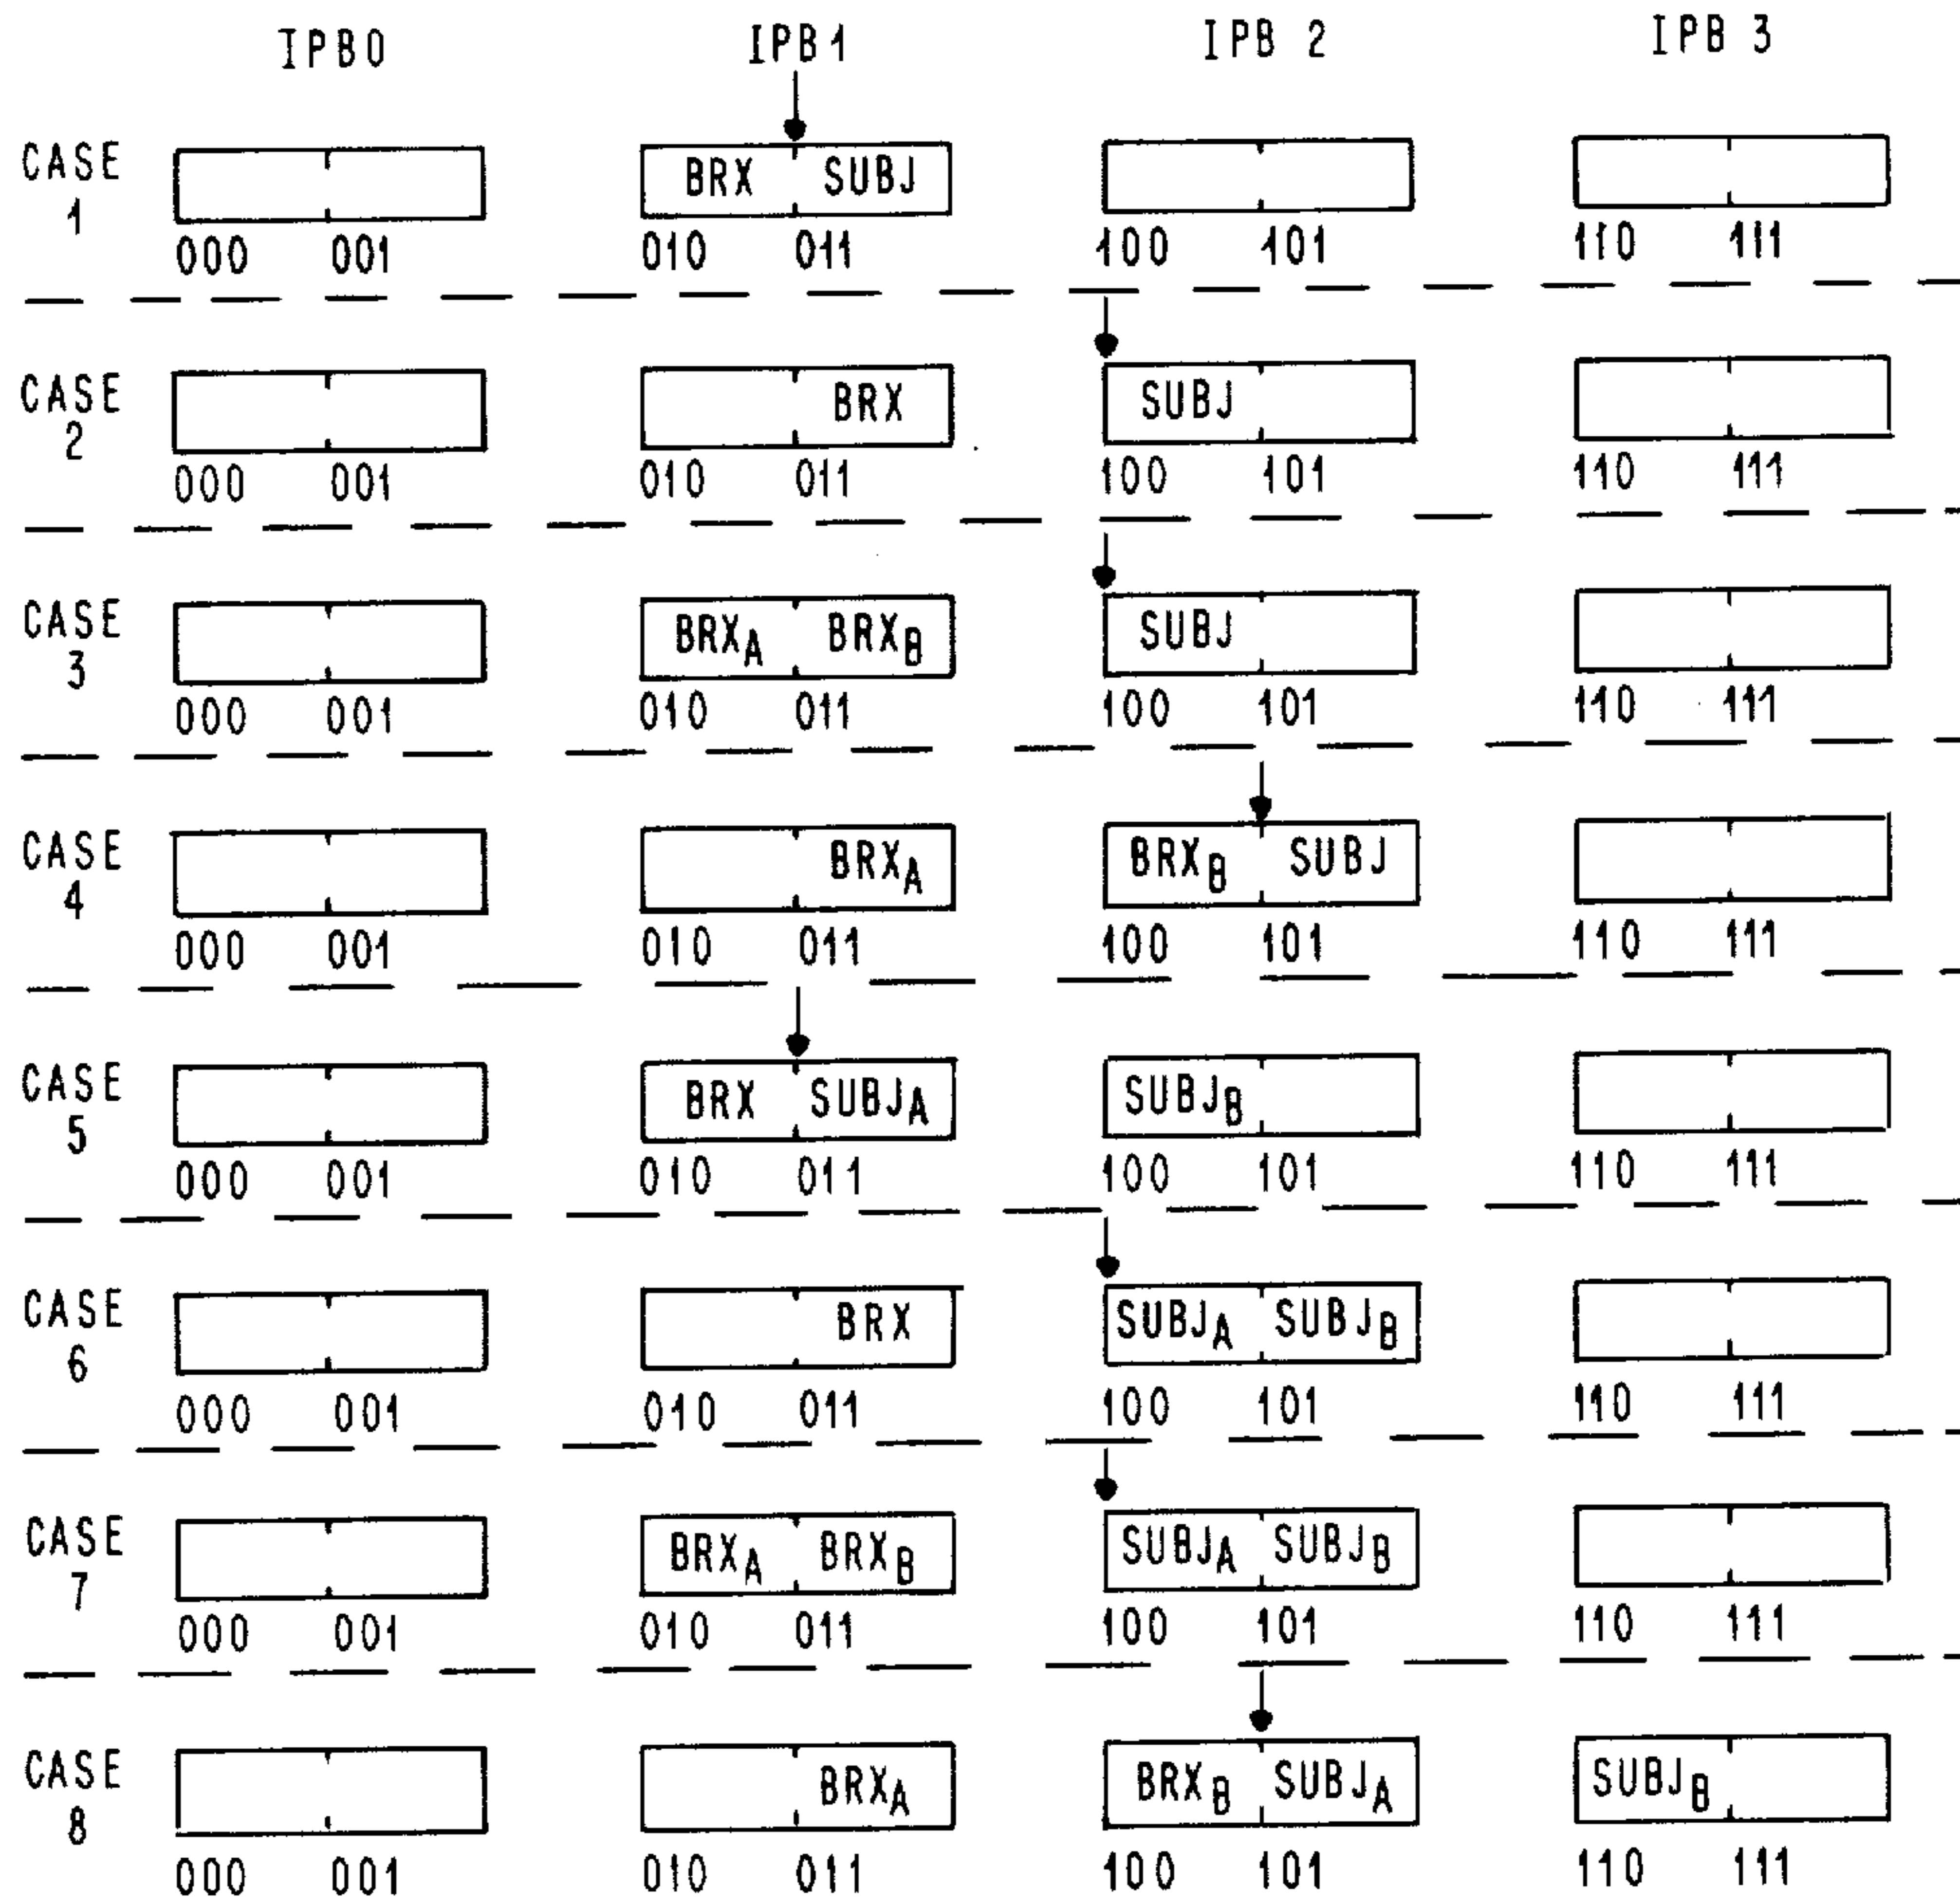 IPB0 IPB1 IPB 2 IPB 3
CASE 1
BRX SUBJ
000 001 010 011 100 101 110 111
CASE 2
BRX SUBJ
000 001 010 011 100 101 110 111
CASE 3
BRXA BRXB SUBJ
000 001 010 011 100 101 110 111
CASE 4
BRXA BRXB SUBJ
000 001 010 011 100 101 110 111
CASE 5
BRX SUBJA SUBJB
000 001 010 011 100 101 110 111
CASE 6
BRX SUBJA SUBJB
000 001 010 011 100 101 110 111
CASE 7
BRXA BRXB SUBJA SUBJB
000 001 010 011 100 101 110 111
CASE 8
BRXA BRXB SUBJA SUBJB
000 001 010 011 100 101 110 111